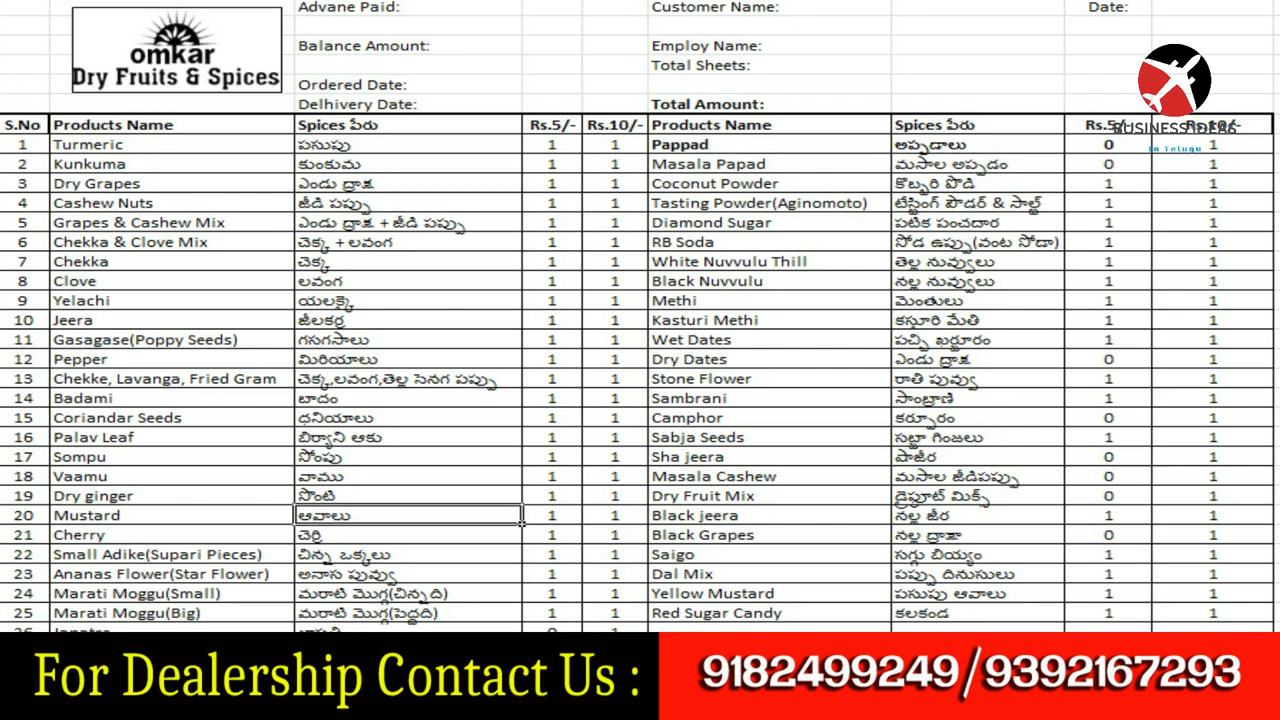 omkar
Dry Fruits & Spices
Advane Paid:
Balance Amount:
Ordered Date:
Delhivery Date:
Customer Name:
Employ Name:
Total Sheets:
Total Amount:
Date:
BUSINESS IDEAS
In Telugu
S.No Products Name Spices పేరు Rs.5/- Rs.10/- Products Name Spices పేరు Rs.5/- Rs.10/-
1 Turmeric పసుపు 1 1 Pappad అప్పడాలు 0 1
2 Kunkuma కుంకుమ 1 1 Masala Papad మసాల అప్పడం 0 1
3 Dry Grapes ఎండు ద్రాక్ష 1 1 Coconut Powder కొబ్బరి పొడి 1 1
4 Cashew Nuts జీడి పప్పు 1 1 Tasting Powder(Aginomoto) టేస్టింగ్ పౌడర్ & సాల్ట్ 1 1
5 Grapes & Cashew Mix ఎండు ద్రాక్ష + జీడి పప్పు 1 1 Diamond Sugar పటిక పంచదార 1 1
6 Chekka & Clove Mix చెక్క + లవంగ 1 1 RB Soda సోడ ఉప్పు(వంట సోడా) 1 1
7 Chekka చెక్క 1 1 White Nuvvulu Thill తెల్ల నువ్వులు 1 1
8 Clove లవంగ 1 1 Black Nuvvulu నల్ల నువ్వులు 1 1
9 Yelachi యలక్కై 1 1 Methi మెంతులు 1 1
10 Jeera జీలకర్ర 1 1 Kasturi Methi కస్తూరి మేతి 1 1
11 Gasagase(Poppy Seeds) గసగసాలు 1 1 Wet Dates పచ్చి ఖర్జూరం 1 1
12 Pepper మిరియాలు 1 1 Dry Dates ఎండు ద్రాక్ష 0 1
13 Chekke, Lavanga, Fried Gram చెక్క,లవంగ,తెల్ల సెనగ పప్పు 1 1 Stone Flower రాతి పువ్వు 1 1
14 Badami బాదం 1 1 Sambrani సాంబ్రాణి 1 1
15 Coriandar Seeds ధనియాలు 1 1 Camphor కర్పూరం 0 1
16 Palav Leaf బిర్యాని ఆకు 1 1 Sabja Seeds సబ్జా గింజలు 1 1
17 Sompu సోంపు 1 1 Sha jeera షాజీర 0 1
18 Vaamu వాము 1 1 Masala Cashew మసాల జీడిపప్పు 0 1
19 Dry ginger సొంటి 1 1 Dry Fruit Mix డ్రైఫ్రూట్ మిక్స్ 0 1
20 Mustard ఆవాలు 1 1 Black jeera నల్ల జీర 1 1
21 Cherry చెర్రి 1 1 Black Grapes నల్ల ద్రాక్షా 0 1
22 Small Adike(Supari Pieces) చిన్న ఒక్కలు 1 1 Saigo సగ్గు బియ్యం 1 1
23 Ananas Flower(Star Flower) అనాస పువ్వు 1 1 Dal Mix పప్పు దినుసులు 1 1
24 Marati Moggu(Small) మరాటి మొగ్గ(చిన్నది) 1 1 Yellow Mustard పసుపు ఆవాలు 1 1
25 Marati Moggu(Big) మరాటి మొగ్గ(పెద్దది) 1 1 Red Sugar Candy కలకండ 1 1
For Dealership Contact Us :
9182499249/9392167293